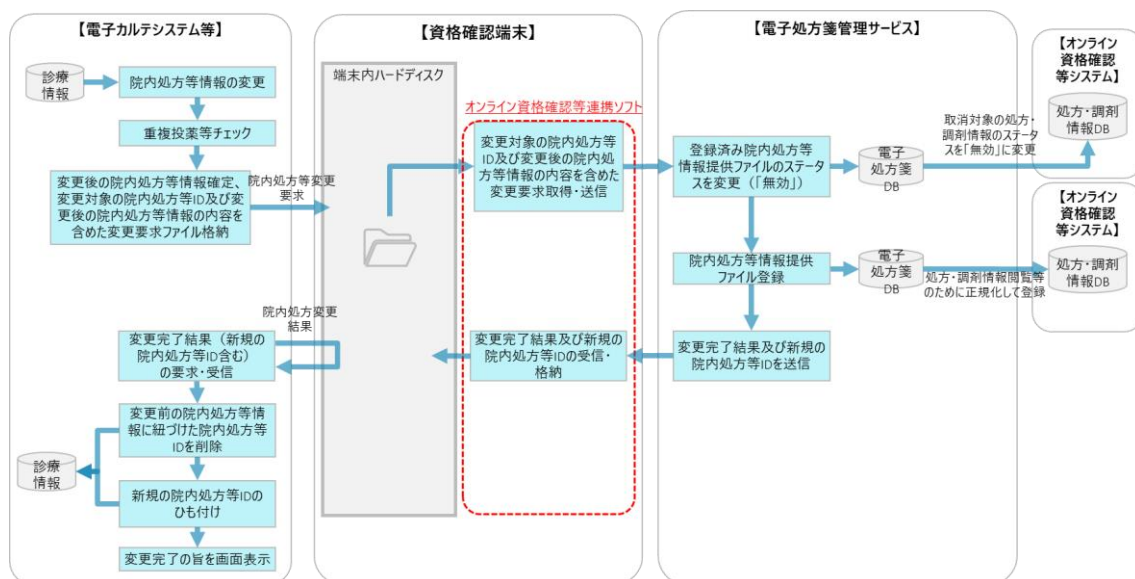 【電子カルテシステム等】
診療
情報
院内処方等情報の変更
重複投薬等チェック
変更後の院内処方等情報確定、
変更対象の院内処方等ID及び変
更後の院内処方等情報の内容を
含めた変更要求ファイル格納
院内処方等変更
要求
院内処方変更
結果
変更完了結果（新規の
院内処方等ID含む）
の要求・受信
変更前の院内処方等情
報に紐づけた院内処方等
IDを削除
診療
情報
新規の院内処方等IDの
ひも付け
変更完了の旨を画面表示
【資格確認端末】
端末内ハードディスク
オンライン資格確認等連携ソフト
変更対象の院内処方等
ID及び変更後の院内処
方等情報の内容を含めた
変更要求取得・送信
変更完了結果及び新規の
院内処方等IDの受信・
格納
【電子処方箋管理サービス】
登録済み院内処方等
情報提供ファイルのステータ
スを変更（「無効」）
電子
処方箋
DB
取消対象の処方・
調剤情報のステータ
スを「無効」に変更
院内処方等情報提供
ファイル登録
電子
処方箋
DB
処方・調剤情報閲覧等
のために正規化して登録
変更完了結果及び新規の
院内処方等IDを送信
【オンライン
資格確認
等システム】
処方・調剤
情報DB
【オンライン
資格確認
等システム】
処方・調剤
情報DB